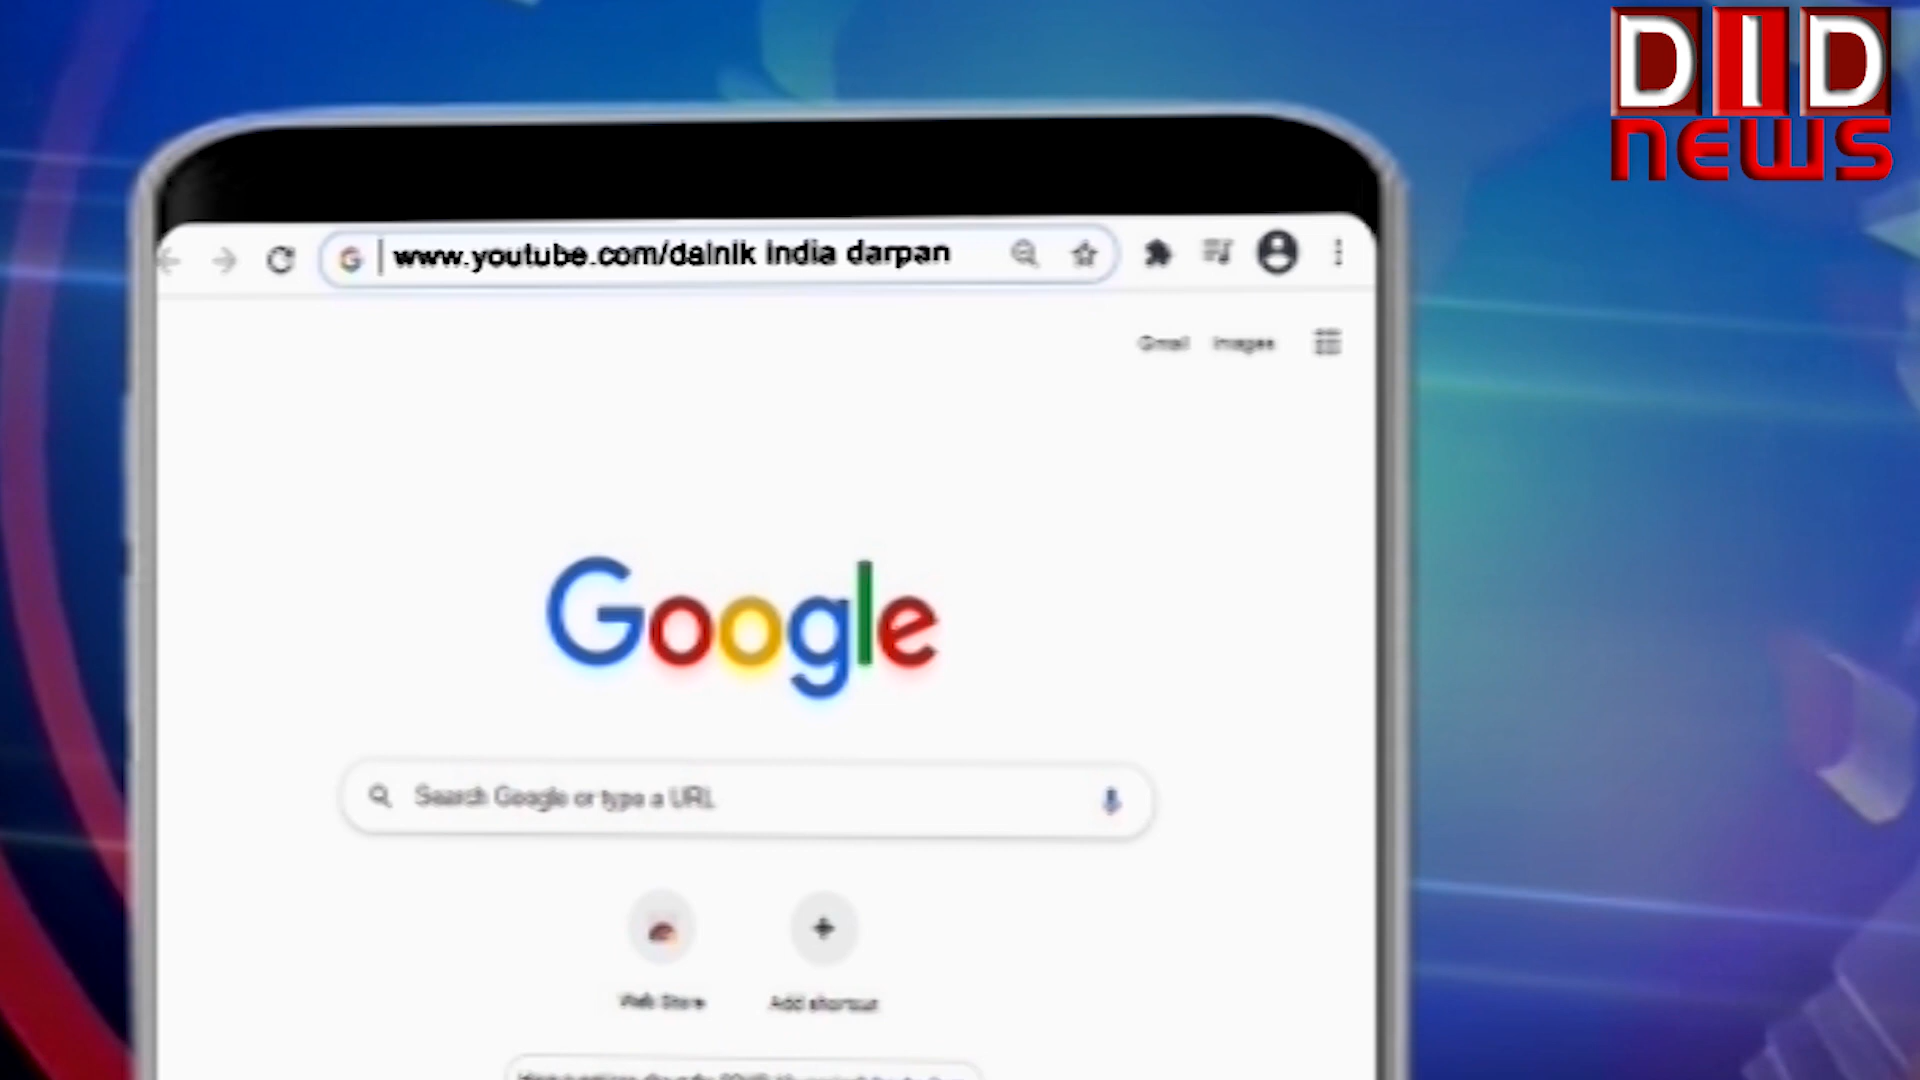 DID
news
www.youtube.com/dainik india darpan
Gmail Images
Google
Search Google or type a URL
Web Store Add shortcut